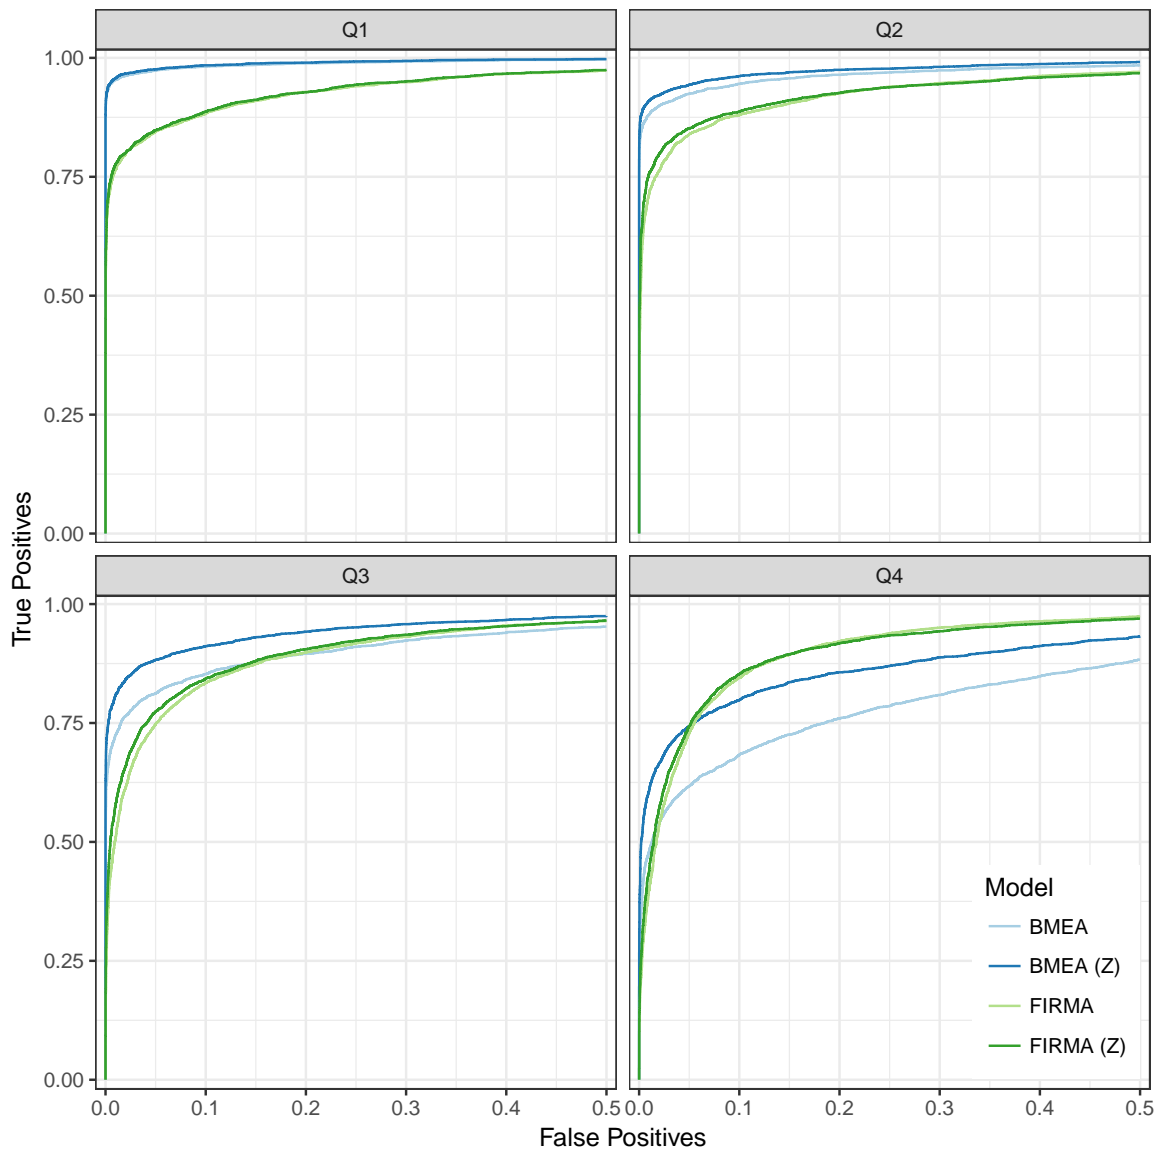 Q1
Q2
1.00
0.75
0.50
0.25
0.00
True Positives
Q3
Q4
1.00
0.75
0.50
0.25
0.00
Model
BMEA
BMEA (Z)
FIRMA
FIRMA (Z)
0.0 0.1 0.2 0.3 0.4 0.5
0.0 0.1 0.2 0.3 0.4 0.5
False Positives